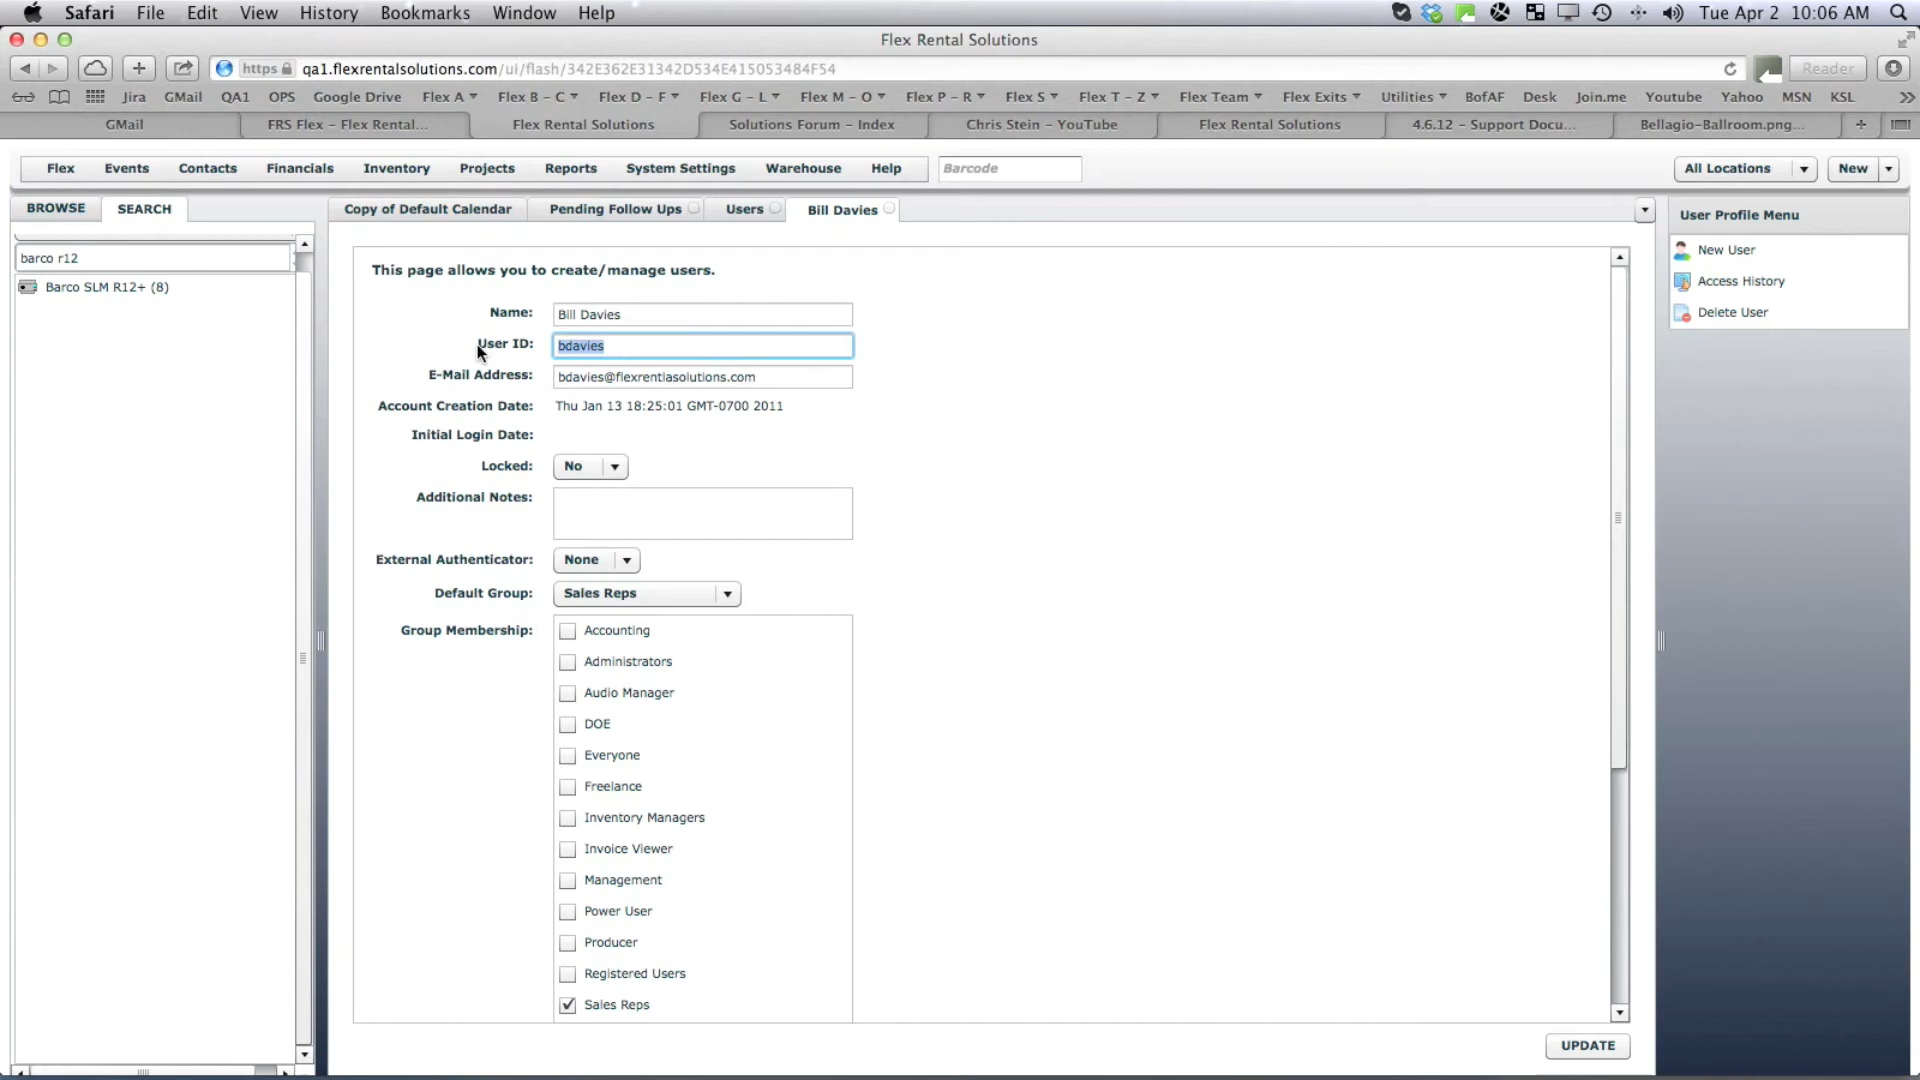 Safari File Edit View History Bookmarks Window Help Tue Apr 2 10:06 AM
Flex Rental Solutions
https qa1.flexrentalsolutions.com/ui/flash/342E362E31342D534E415053484F54 Reader
Jira GMail QA1 OPS Google Drive Flex A Flex B – C Flex D – F Flex G – L Flex M – O Flex P – R Flex S Flex T – Z Flex Team Flex Exits Utilities BofAF Desk Join.me Youtube Yahoo MSN KSL
GMail FRS Flex – Flex Rental... Flex Rental Solutions Solutions Forum – Index Chris Stein – YouTube Flex Rental Solutions 4.6.12 – Support Docu... Bellagio-Ballroom.png...
Flex Events Contacts Financials Inventory Projects Reports System Settings Warehouse Help Barcode All Locations New
BROWSE SEARCH Copy of Default Calendar Pending Follow Ups Users Bill Davies User Profile Menu
barco r12
Barco SLM R12+ (8)
This page allows you to create/manage users.
Name: Bill Davies
User ID: bdavies
E-Mail Address: bdavies@flexrentlasolutions.com
Account Creation Date: Thu Jan 13 18:25:01 GMT-0700 2011
Initial Login Date:
Locked: No
Additional Notes:
External Authenticator: None
Default Group: Sales Reps
Group Membership: Accounting
Administrators
Audio Manager
DOE
Everyone
Freelance
Inventory Managers
Invoice Viewer
Management
Power User
Producer
Registered Users
Sales Reps
UPDATE
New User
Access History
Delete User